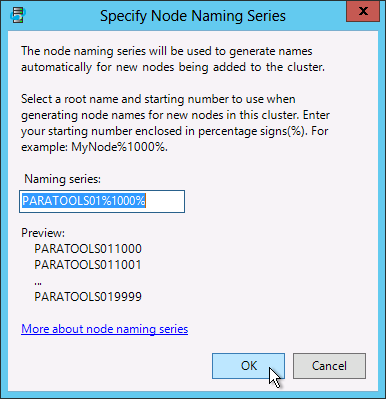 Specify Node Naming Series
x
The node naming series will be used to generate names
automatically for new nodes being added to the cluster.
Select a root name and starting number to use when
generating node names for new nodes in this cluster. Enter
your starting number enclosed in percentage signs(%). For
example: MyNode%1000%.
Naming series:
PARATOOLS01%1000%
Preview:
PARATOOLS011000
PARATOOLS011001
...
PARATOOLS019999
More about node naming series
OK
Cancel